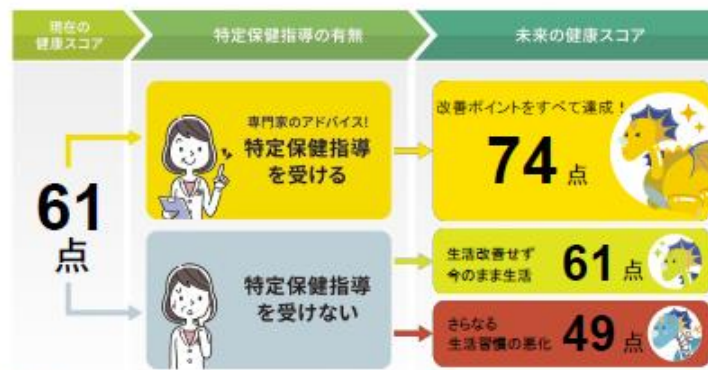 現在の
健康スコア
特定保健指導の有無
未来の健康スコア
61
点
専門家のアドバイス!
特定保健指導
を受ける
改善ポイントをすべて達成！
74 点
特定保健指導
を受けない
生活改善せず
今のまま生活
61 点
さらなる
生活習慣の悪化
49 点